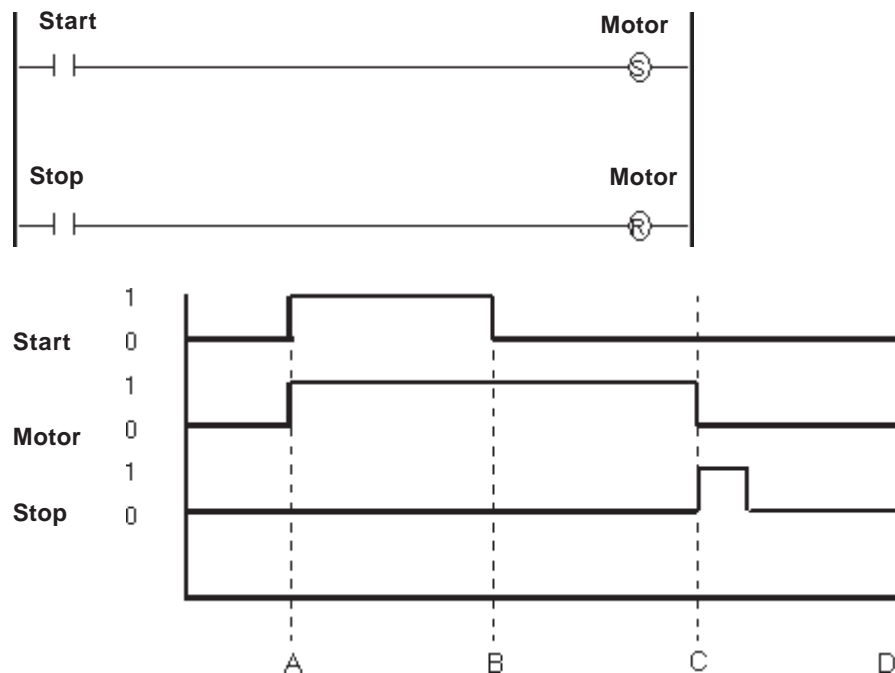 Start Motor
S
Stop Motor
R
1
Start 0
1
Motor 0
1
Stop 0
A B C D